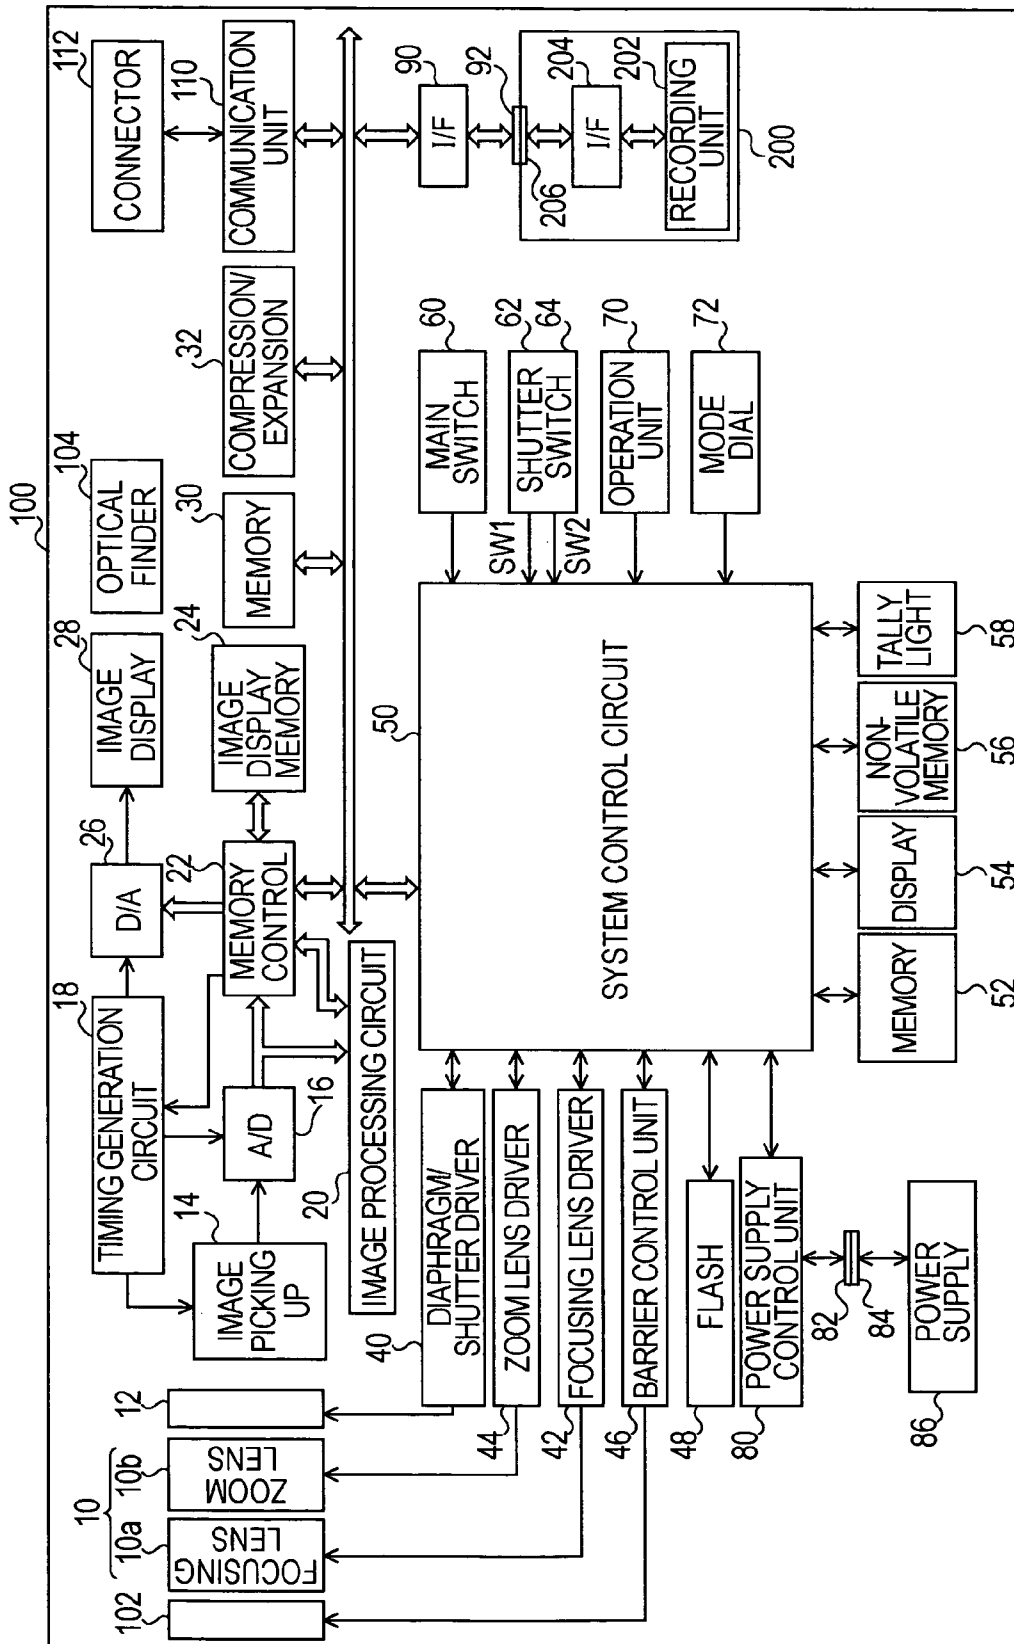 100
102
10
10a
FOCUSING
LENS
10b
ZOOM
LENS
12
14
IMAGE
PICKING
UP
18
TIMING GENERATION
CIRCUIT
16
A/D
20
IMAGE PROCESSING CIRCUIT
26
D/A
22
MEMORY
CONTROL
28
IMAGE
DISPLAY
24
IMAGE
DISPLAY
MEMORY
104
OPTICAL
FINDER
30
MEMORY
32
COMPRESSION/
EXPANSION
112
CONNECTOR
110
COMMUNICATION
UNIT
40
DIAPHRAGM/
SHUTTER DRIVER
44
ZOOM LENS DRIVER
42
FOCUSING LENS DRIVER
46
BARRIER CONTROL UNIT
48
FLASH
80
POWER SUPPLY
CONTROL UNIT
82
84
86
POWER
SUPPLY
50
SYSTEM CONTROL CIRCUIT
52
MEMORY
54
DISPLAY
56
NON-
VOLATILE
MEMORY
58
TALLY
LIGHT
60
MAIN
SWITCH
62
SHUTTER
SWITCH
64
SW1
SW2
70
OPERATION
UNIT
72
MODE
DIAL
90
I/F
92
206
204
I/F
202
RECORDING
UNIT
200